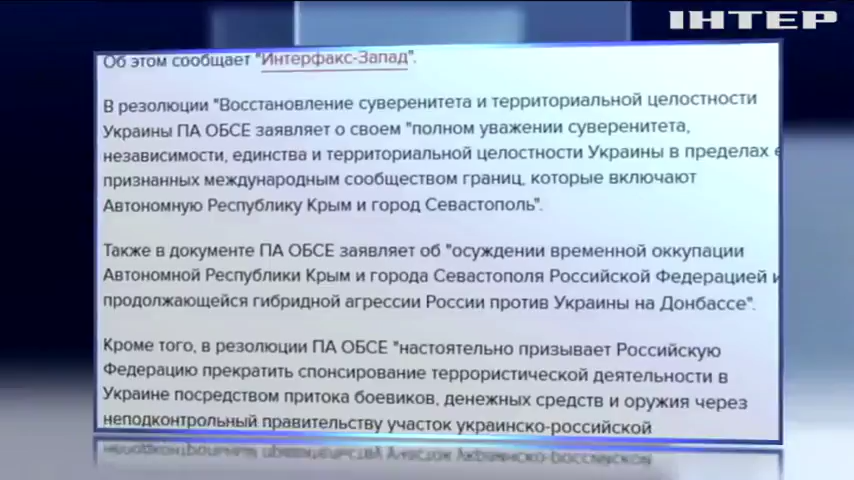 ІНТЕР
Об этом сообщает "Интерфакс-Запад".
В резолюции "Восстановление суверенитета и территориальной целостности
Украины ПА ОБСЕ заявляет о своем "полном уважении суверенитета,
независимости, единства и территориальной целостности Украины в пределах е
признанных международным сообществом границ, которые включают
Автономную Республику Крым и город Севастополь".
Также в документе ПА ОБСЕ заявляет об "осуждении временной оккупации
Автономной Республики Крым и города Севастополя Российской Федерацией и
продолжающейся гибридной агрессии России против Украины на Донбассе".
Кроме того, в резолюции ПА ОБСЕ "настоятельно призывает Российскую
Федерацию прекратить спонсирование террористической деятельности в
Украине посредством притока боевиков, денежных средств и оружия через
неподконтрольный правительству участок украинско-российской